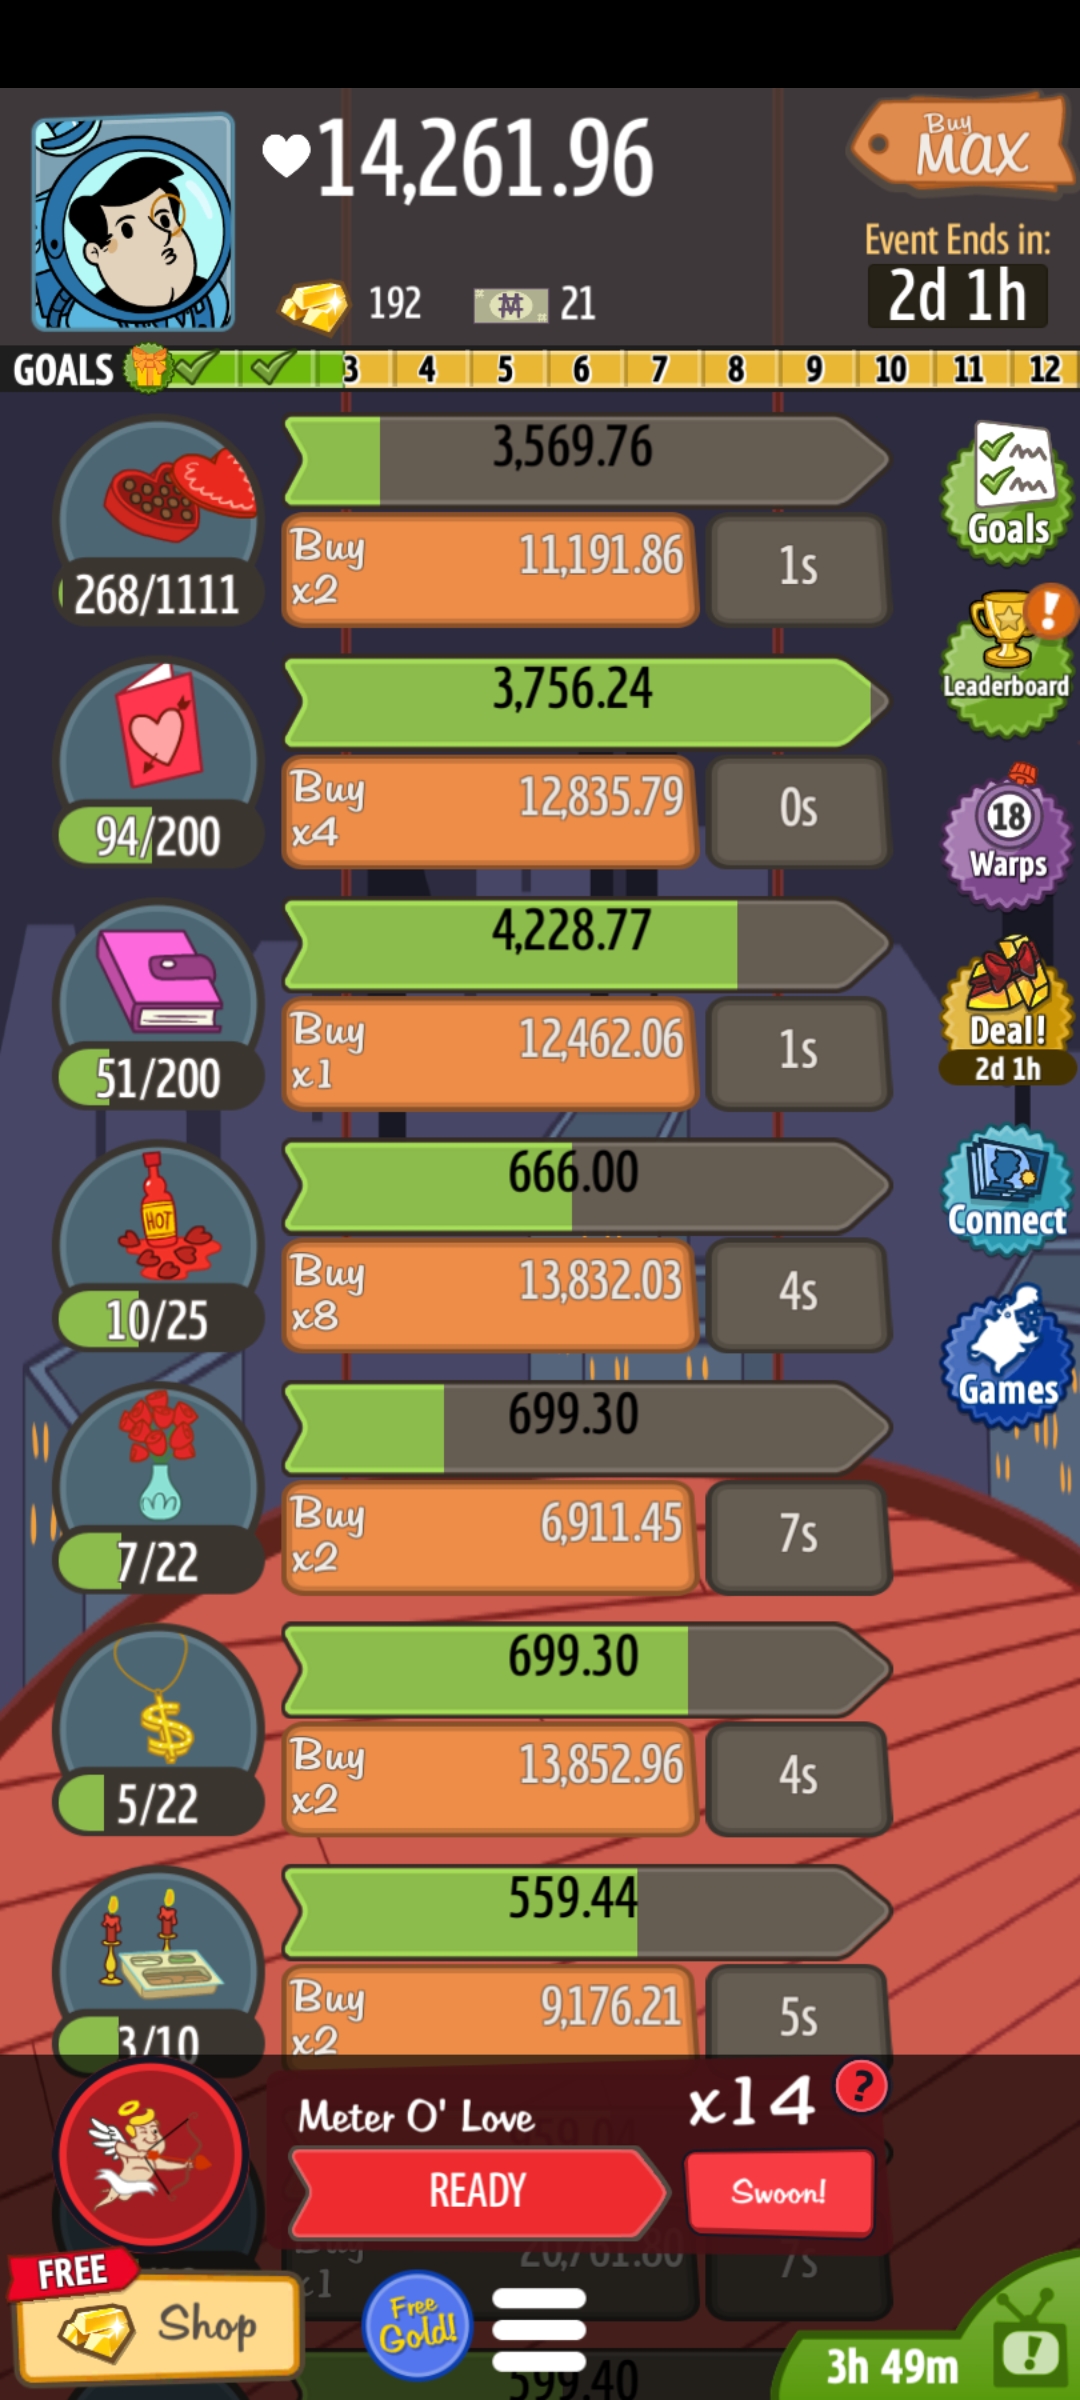 14,261.96
Buy
MAX
Event Ends in:
2d 1h
192
21
GOALS
3 4 5 6 7 8 9 10 11 12
3,569.76
Buy
x2
11,191.86
1s
268/1111
Goals
3,756.24
Buy
x4
12,835.79
0s
94/200
!
Leaderboard
18
Warps
4,228.77
Buy
x1
12,462.06
1s
51/200
Deal!
2d 1h
666.00
HOT
Buy
x8
13,832.03
4s
10/25
Connect
699.30
Buy
x2
6,911.45
7s
7/22
Games
699.30
$
Buy
x2
13,852.96
4s
5/22
559.44
Buy
x2
9,176.21
5s
3/10
Meter O' Love
x14
?
READY
Swoon!
Buy
x1
20,761.80
7s
FREE
Shop
Free
Gold!
3h 49m
!
599.40